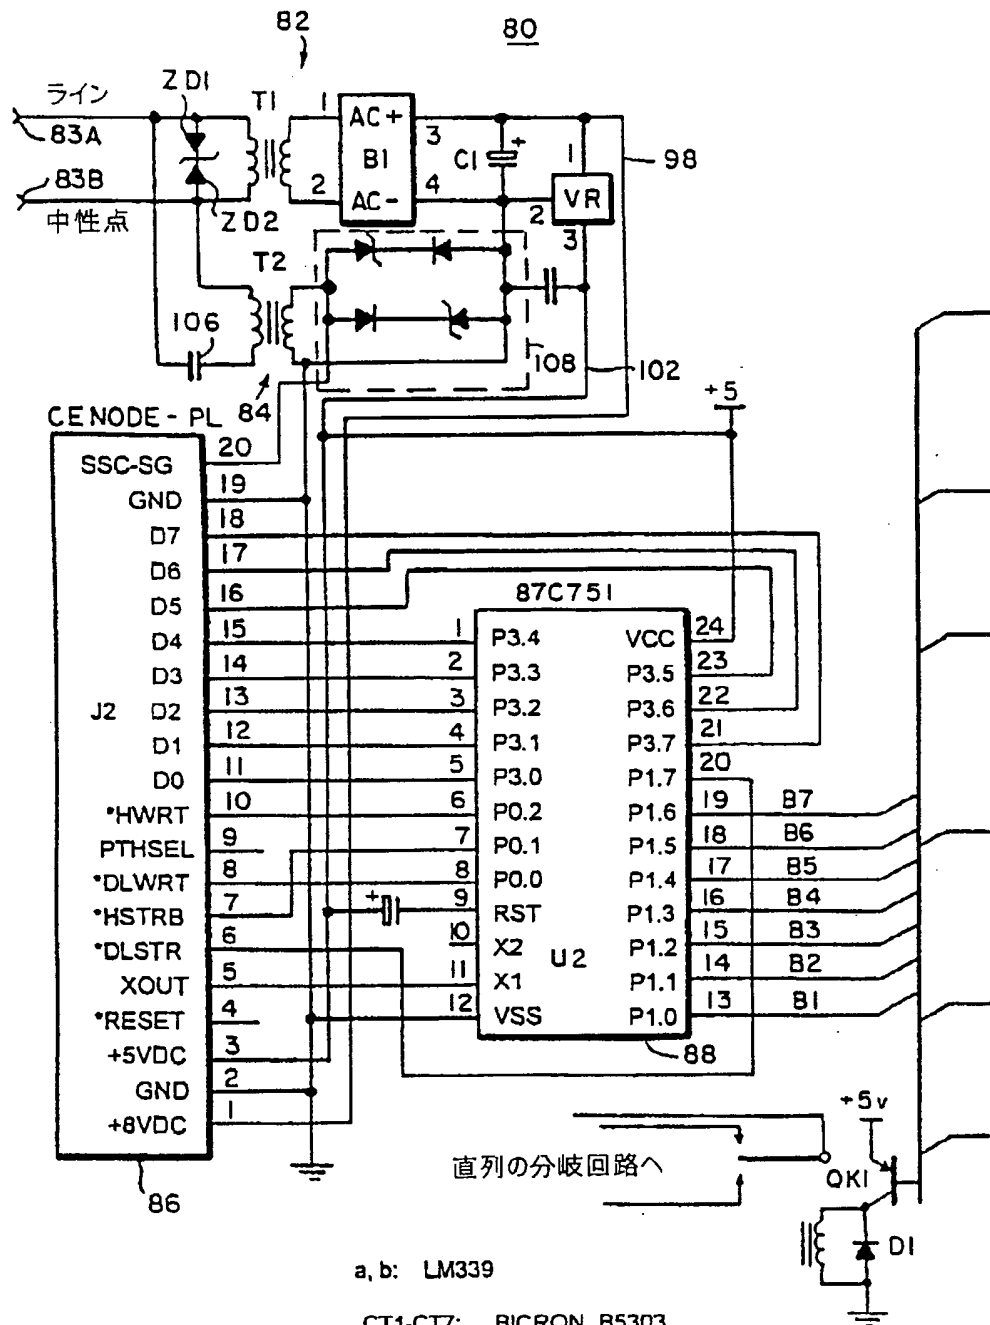 82
80
ライン
ZD1
T1
1
AC+
3
C1
+
1
98
83A
B1
83B
2
AC-
4
2
VR
中性点
ZD2
3
T2
106
108
102
84
+5
CENODE-PL
SSC-SG
20
GND
19
D7
18
D6
17
D5
16
87C751
D4
15
1
P3.4
VCC
24
D3
14
2
P3.3
P3.5
23
J2
D2
13
3
P3.2
P3.6
22
D1
12
4
P3.1
P3.7
21
D0
11
5
P3.0
P1.7
20
*HWRT
10
6
P0.2
P1.6
19
B7
PTHSEL
9
7
P0.1
P1.5
18
B6
*DLWRT
8
8
P0.0
P1.4
17
B5
*HSTRB
7
+
9
RST
P1.3
16
B4
*DLSTR
6
10
X2
U2
P1.2
15
B3
XOUT
5
11
X1
P1.1
14
B2
*RESET
4
12
VSS
P1.0
13
B1
+5VDC
3
88
GND
2
+8VDC
1
+5v
直列の分岐回路へ
QK1
86
D1
a, b: LM339
CT1-CT7: BICRON B5303